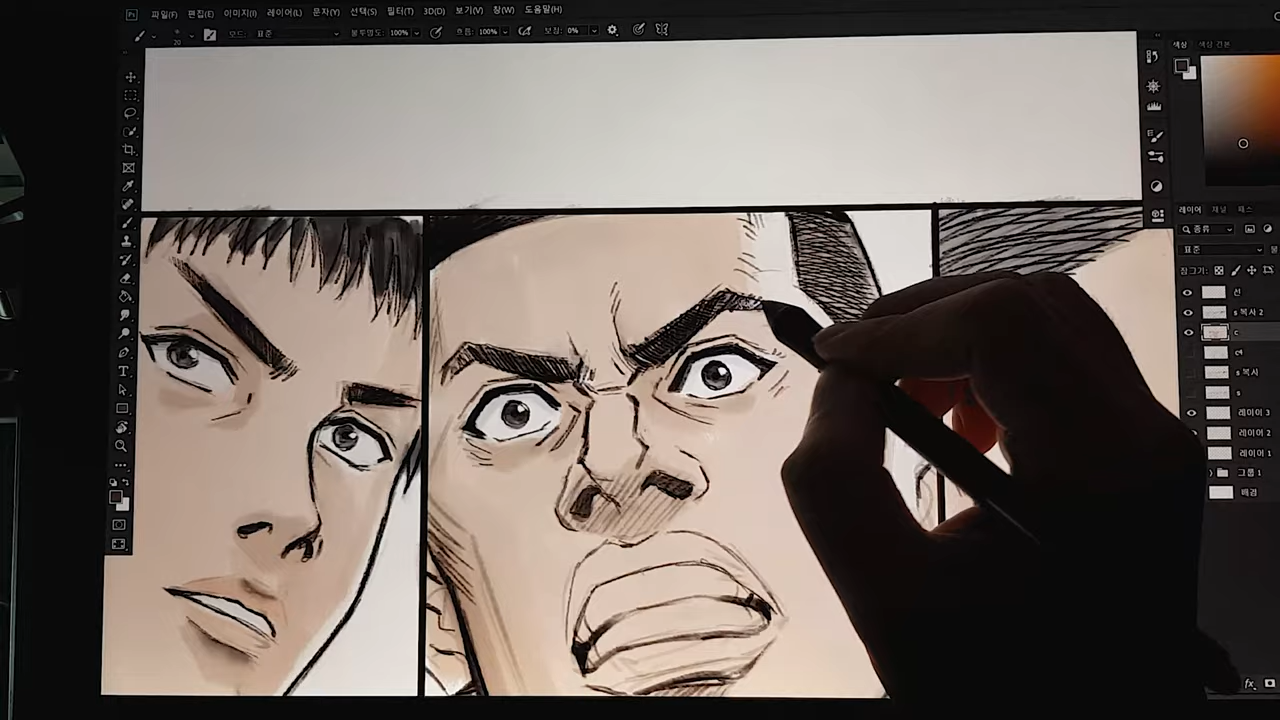 Ps 파일(F) 편집(E) 이미지(I) 레이어(L) 문자(Y) 선택(S) 필터(T) 3D(D) 보기(V) 창(W) 도움말(H)
20 모드: 표준 불투명도: 100% 흐름: 100% 보정: 0%
색상 색상 견본
레이어 채널 패스
종류
표준
잠그기:
선
s 복사 2
c
c4
s 복사
s
레이어 3
레이어 2
레이어 1
그룹 1
배경
fx